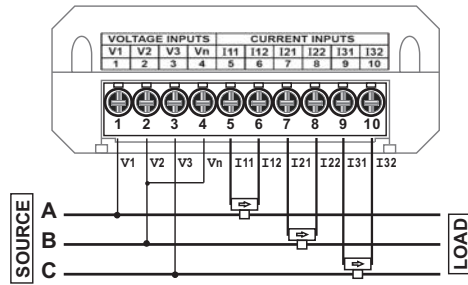 VOLTAGE INPUTS CURRENT INPUTS
V1 V2 V3 Vn I11 I12 I21 I22 I31 I32
1 2 3 4 5 6 7 8 9 10
1 2 3 4 5 6 7 8 9 10
V1 V2 V3 Vn I11 I12 I21 I22 I31 I32
SOURCE
A
B
C
LOAD